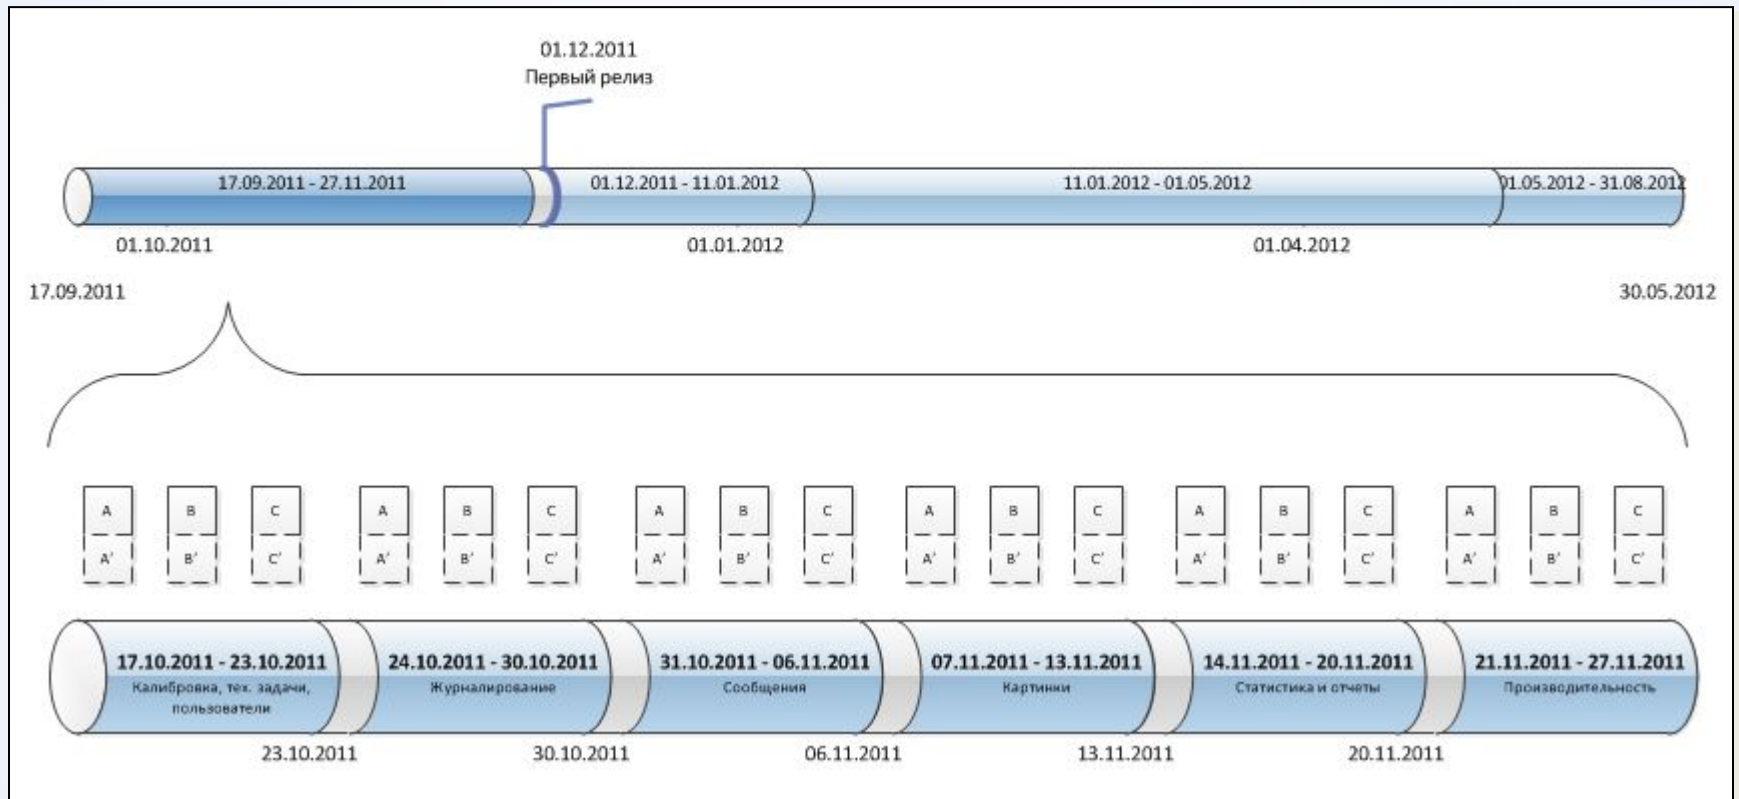 01.12.2011
Первый релиз
17.09.2011 - 27.11.2011
01.12.2011 - 11.01.2012
11.01.2012 - 01.05.2012
01.05.2012 - 31.08.2012
01.10.2011
01.01.2012
01.04.2012
17.09.2011
30.05.2012
A B C A B C A B C A B C A B C A B C
A' B' C' A' B' C' A' B' C' A' B' C' A' B' C' A' B' C'
17.10.2011 - 23.10.2011
Калибровка, тех. задачи,
пользователи
24.10.2011 - 30.10.2011
Журналирование
31.10.2011 - 06.11.2011
Сообщения
07.11.2011 - 13.11.2011
Картинки
14.11.2011 - 20.11.2011
Статистика и отчеты
21.11.2011 - 27.11.2011
Производительность
23.10.2011
30.10.2011
06.11.2011
13.11.2011
20.11.2011